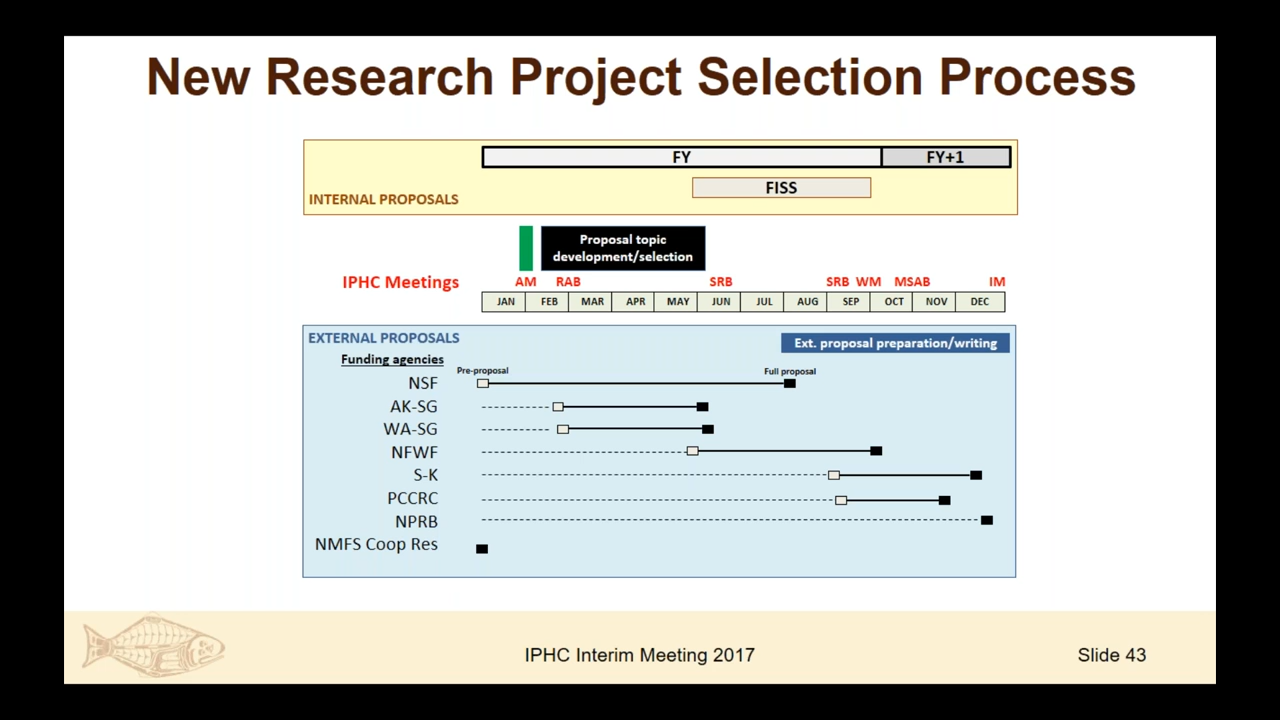 New Research Project Selection Process
FY
FY+1
FISS
INTERNAL PROPOSALS
Proposal topic
development/selection
IPHC Meetings
AM RAB SRB SRB WM MSAB IM
JAN FEB MAR APR MAY JUN JUL AUG SEP OCT NOV DEC
EXTERNAL PROPOSALS
Ext. proposal preparation/writing
Funding agencies
Pre-proposal
Full proposal
NSF
AK-SG
WA-SG
NFWF
S-K
PCCRC
NPRB
NMFS Coop Res
IPHC Interim Meeting 2017
Slide 43